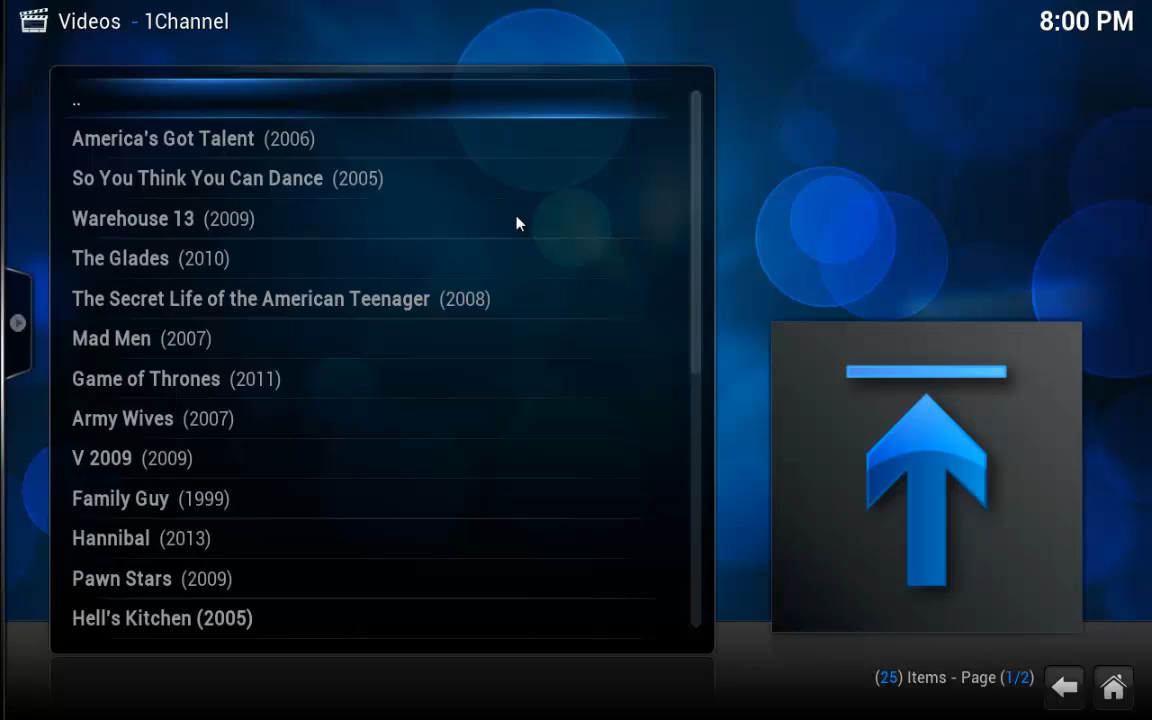 Videos - 1Channel
8:00 PM
..
America's Got Talent (2006)
So You Think You Can Dance (2005)
Warehouse 13 (2009)
The Glades (2010)
The Secret Life of the American Teenager (2008)
Mad Men (2007)
Game of Thrones (2011)
Army Wives (2007)
V 2009 (2009)
Family Guy (1999)
Hannibal (2013)
Pawn Stars (2009)
Hell's Kitchen (2005)
(25) Items - Page (1/2)